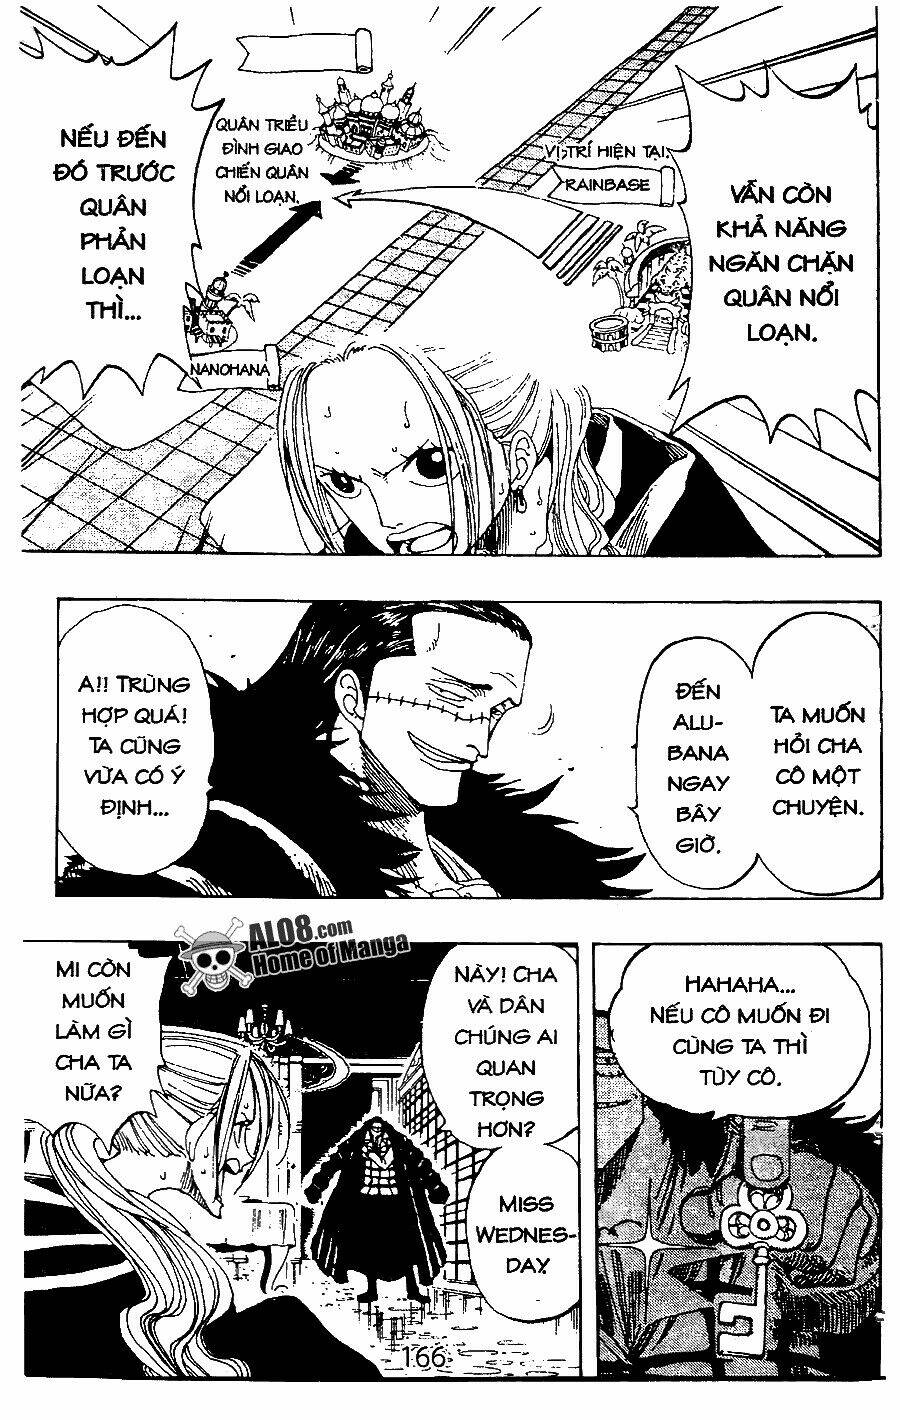 VẪN CÒN
KHẢ NĂNG
NGĂN CHẶN
QUÂN NỔI
LOẠN.
VỊ TRÍ HIỆN TẠI.
RAINBASE
QUÂN TRIỀU
ĐÌNH GIAO
CHIẾN QUÂN
NỔI LOẠN.
NANOHANA
NẾU ĐẾN
ĐÓ TRƯỚC
QUÂN
PHẢN
LOẠN
THÌ...
TA MUỐN
HỎI CHA
CÔ MỘT
CHUYỆN.
ĐẾN
ALU-
BANA
NGAY
BÂY
GIỜ.
A!! TRÙNG
HỢP QUÁ!
TA CŨNG
VỪA CÓ Ý
ĐỊNH...
HAHAHA...
NẾU CÔ MUỐN ĐI
CÙNG TA THÌ
TÙY CÔ.
NÀY! CHA
VÀ DÂN
CHÚNG AI
QUAN
TRỌNG
HƠN?
MISS
WEDNES-
DAY.
MI CÒN
MUỐN
LÀM GÌ
CHA TA
NỮA?
AL08.com
Home of Manga
166